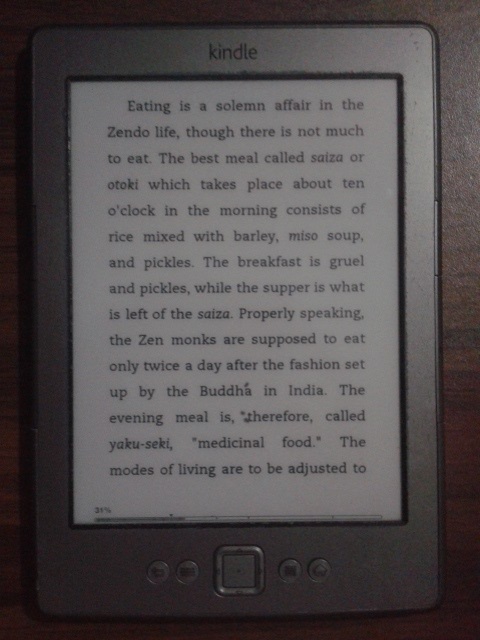 kindle
Eating is a solemn affair in the
Zendo life, though there is not much
to eat. The best meal called saiza or
otoki which takes place about ten
o'clock in the morning consists of
rice mixed with barley, miso soup,
and pickles. The breakfast is gruel
and pickles, while the supper is what
is left of the saiza. Properly speaking,
the Zen monks are supposed to eat
only twice a day after the fashion set
up by the Buddha in India. The
evening meal is, therefore, called
yaku-seki, "medicinal food." The
modes of living are to be adjusted to
31%